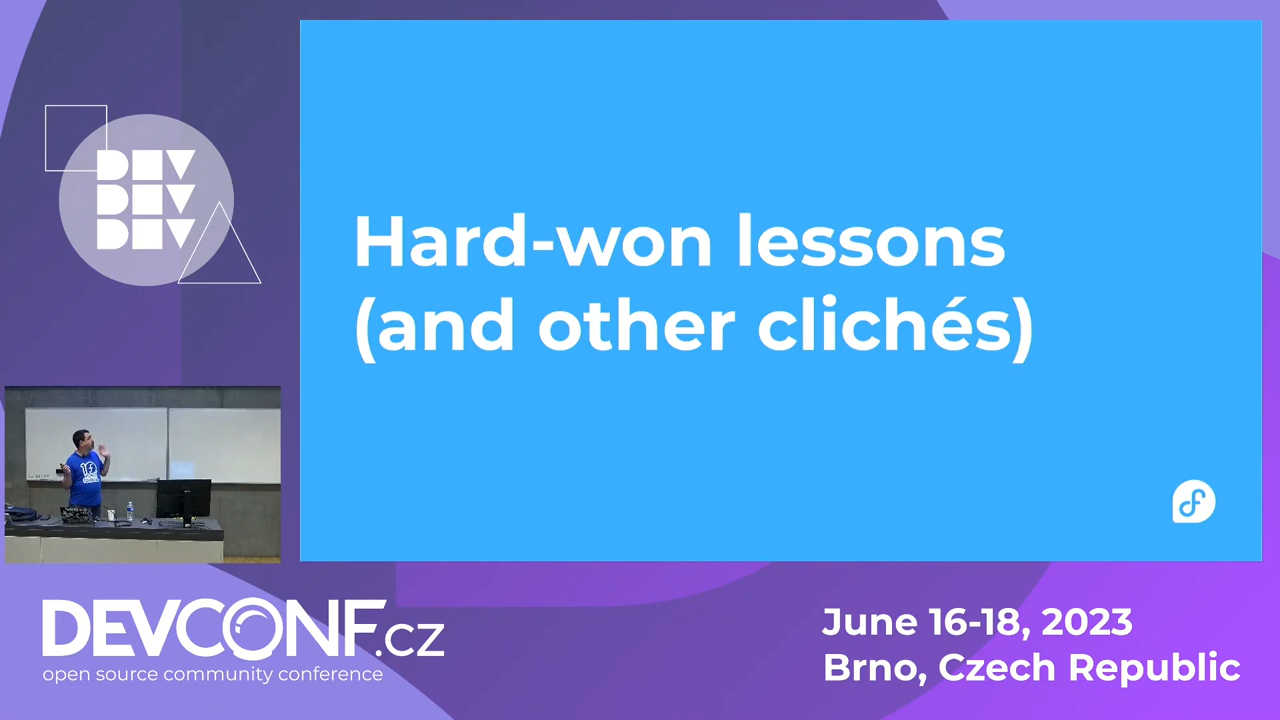 DEV
DEV
DEV
Hard-won lessons
(and other clichés)
DEVCONF.cz
open source community conference
June 16-18, 2023
Brno, Czech Republic